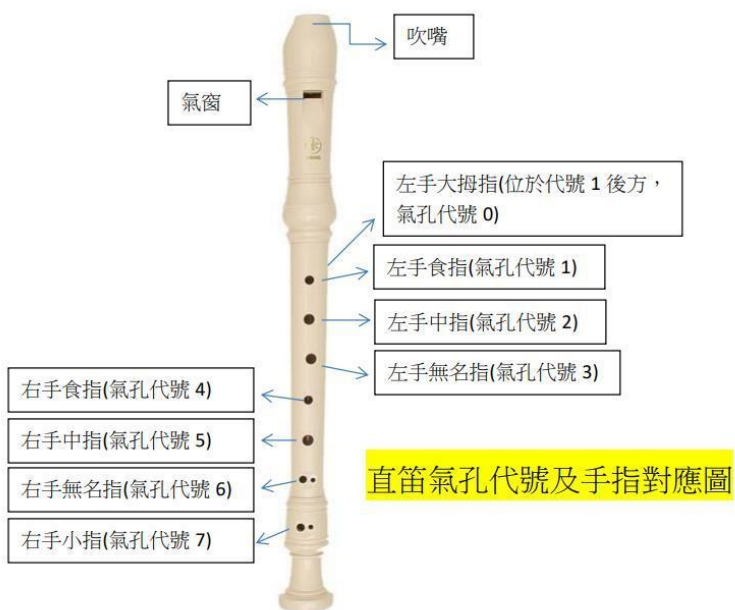 吹嘴
氣窗
左手大拇指(位於代號 1 後方，
氣孔代號 0)
左手食指(氣孔代號 1)
左手中指(氣孔代號 2)
左手無名指(氣孔代號 3)
右手食指(氣孔代號 4)
右手中指(氣孔代號 5)
右手無名指(氣孔代號 6)
右手小指(氣孔代號 7)
直笛氣孔代號及手指對應圖